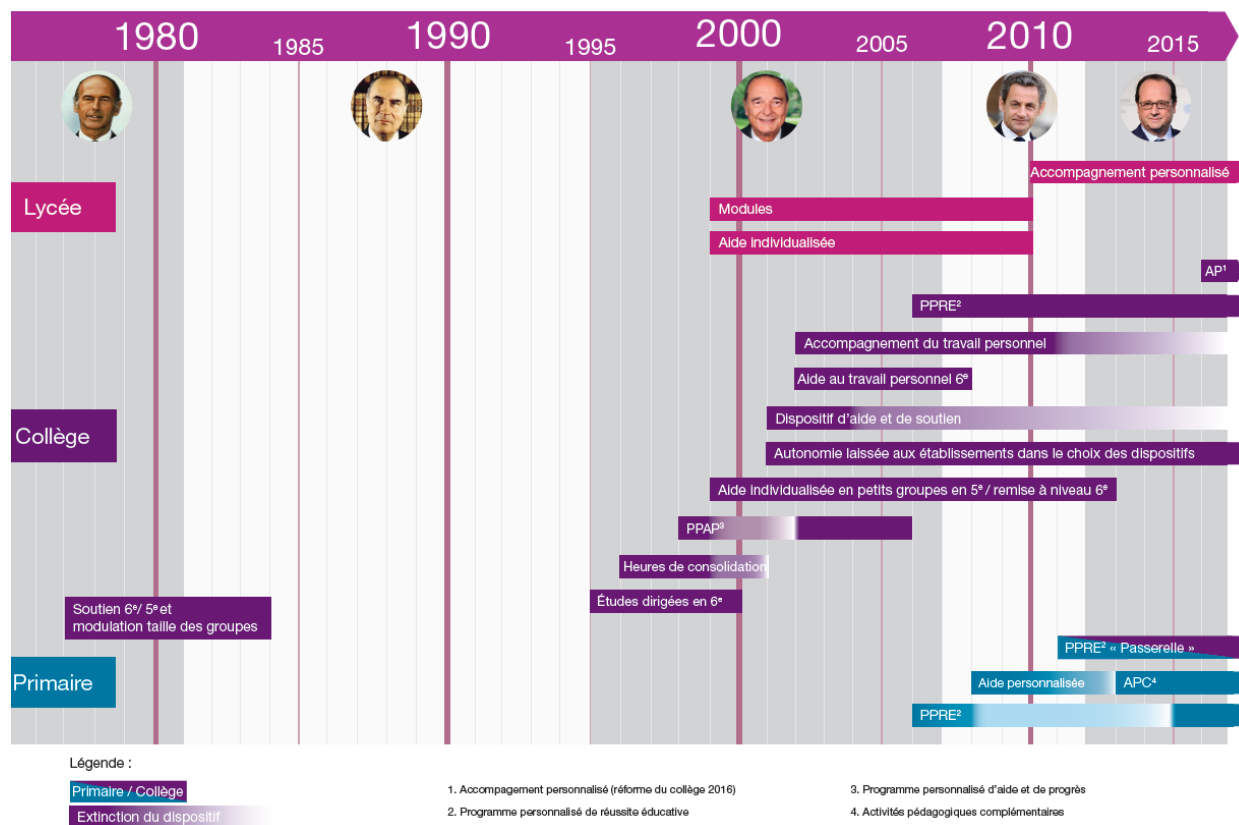 1980 1985 1990 1995 2000 2005 2010 2015
Accompagnement personnalisé
Lycée
Modules
Aide individualisée
AP¹
PPRE²
Accompagnement du travail personnel
Aide au travail personnel 6ᵉ
Dispositif d'aide et de soutien
Collège
Autonomie laissée aux établissements dans le choix des dispositifs
Aide individualisée en petits groupes en 5ᵉ / remise à niveau 6ᵉ
PPAP³
Heures de consolidation
Études dirigées en 6ᵉ
Soutien 6ᵉ/ 5ᵉ et
modulation taille des groupes
PPRE² « Passerelle »
Primaire
Aide personnalisée
APC⁴
PPRE²
Légende :
Primaire / Collège
Extinction du dispositif
1. Accompagement personnalisé (réforme du collège 2016)
2. Programme personnalisé de réussite éducative
3. Programme personnalisé d'aide et de progrès
4. Activités pédagogiques complémentaires